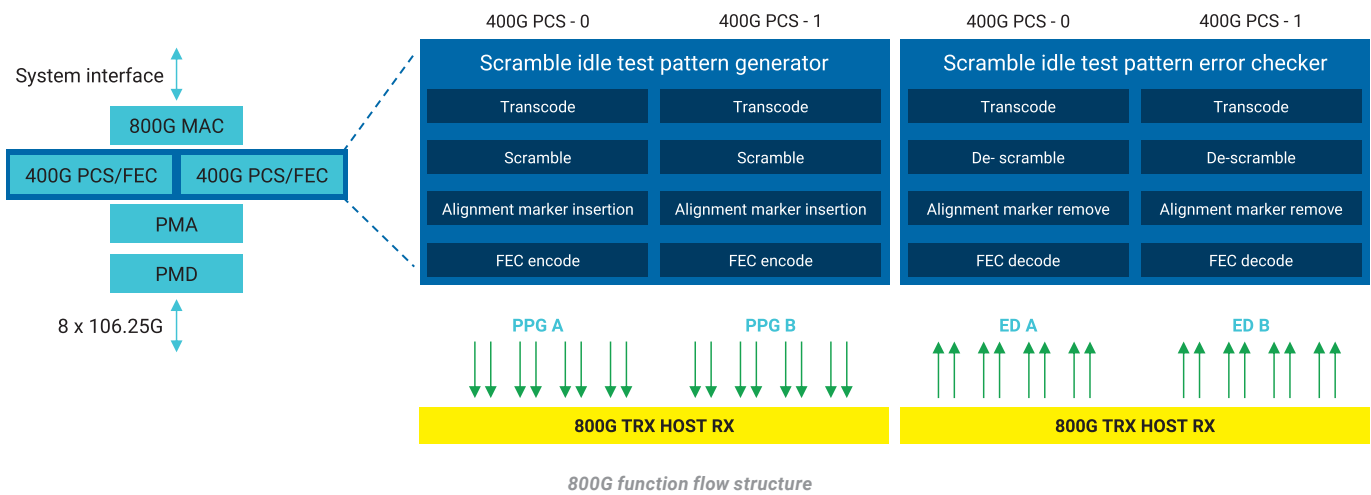 System interface
800G MAC
400G PCS/FEC 400G PCS/FEC
PMA
PMD
8 x 106.25G
400G PCS - 0 400G PCS - 1
Scramble idle test pattern generator
Transcode Transcode
Scramble Scramble
Alignment marker insertion Alignment marker insertion
FEC encode FEC encode
PPG A PPG B
800G TRX HOST RX
400G PCS - 0 400G PCS - 1
Scramble idle test pattern error checker
Transcode Transcode
De- scramble De-scramble
Alignment marker remove Alignment marker remove
FEC decode FEC decode
ED A ED B
800G TRX HOST RX
800G function flow structure